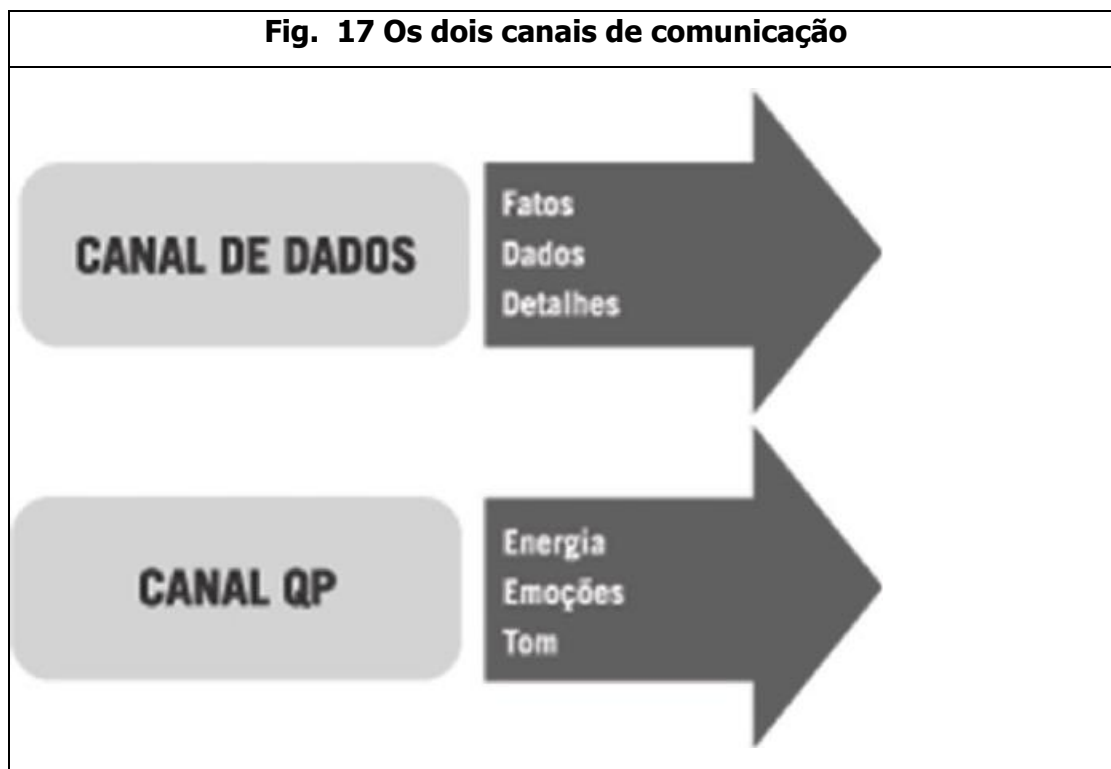 Fig. 17 Os dois canais de comunicação
CANAL DE DADOS
Fatos
Dados
Detalhes
CANAL QP
Energia
Emoções
Tom